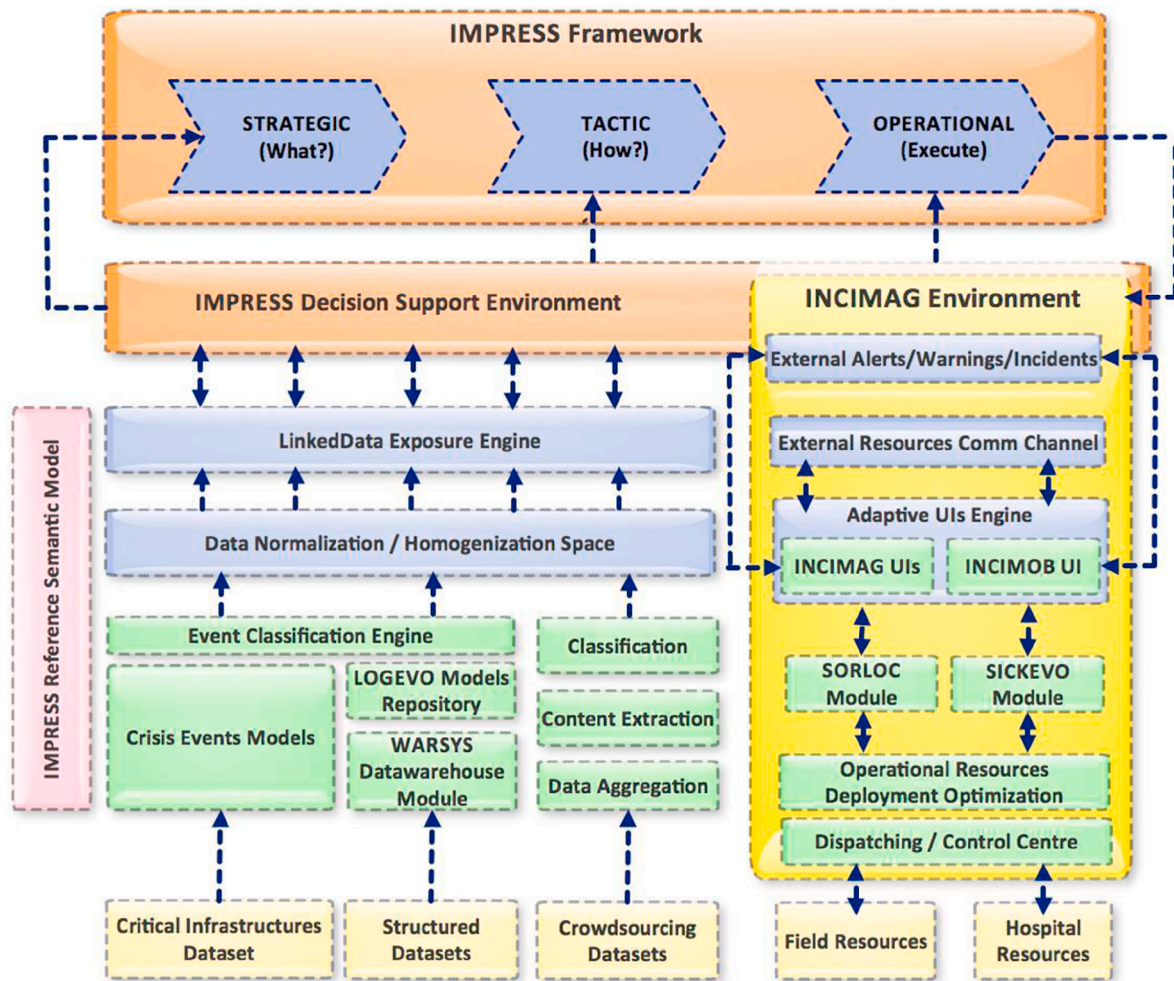 IMPRESS Framework
STRATEGIC
(What?)
TACTIC
(How?)
OPERATIONAL
(Execute)
IMPRESS Decision Support Environment
INCIMAG Environment
External Alerts/Warnings/Incidents
IMPRESS Reference Semantic Model
LinkedData Exposure Engine
External Resources Comm Channel
Data Normalization / Homogenization Space
Adaptive UIs Engine
INCIMAG UIs
INCIMOB UI
Event Classification Engine
Crisis Events Models
LOGEVO Models
Repository
WARSYS
Datawarehouse
Module
Classification
Content Extraction
Data Aggregation
SORLOC
Module
SICKEVO
Module
Operational Resources
Deployment Optimization
Dispatching / Control Centre
Critical Infrastructures
Dataset
Structured
Datasets
Crowdsourcing
Datasets
Field Resources
Hospital
Resources